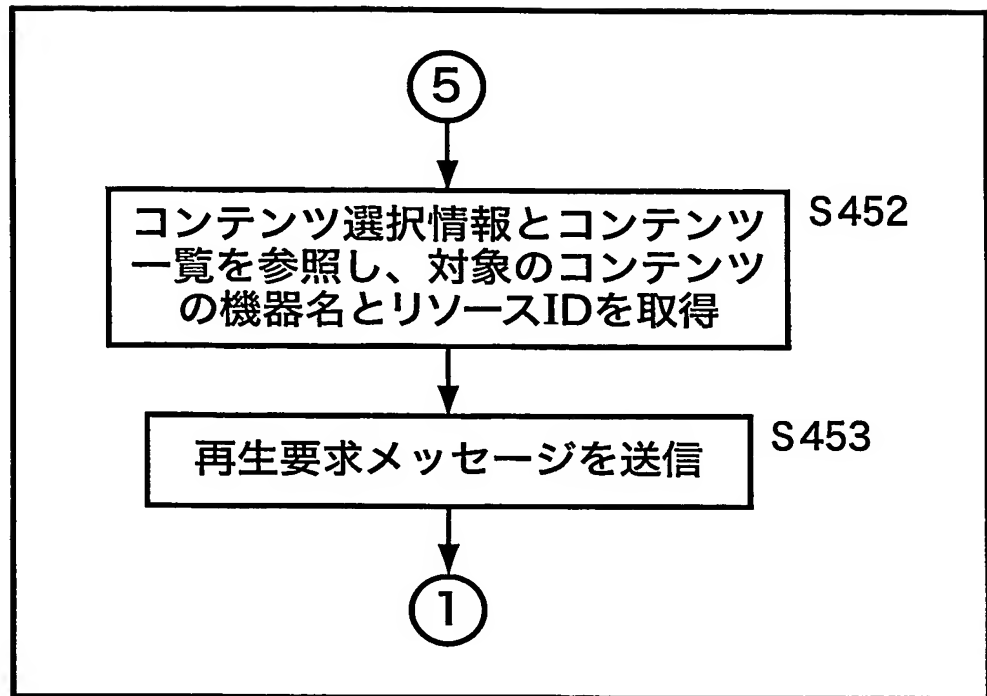 5
コンテンツ選択情報とコンテンツ
一覧を参照し、対象のコンテンツ
の機器名とリソースIDを取得
S452
再生要求メッセージを送信
S453
1